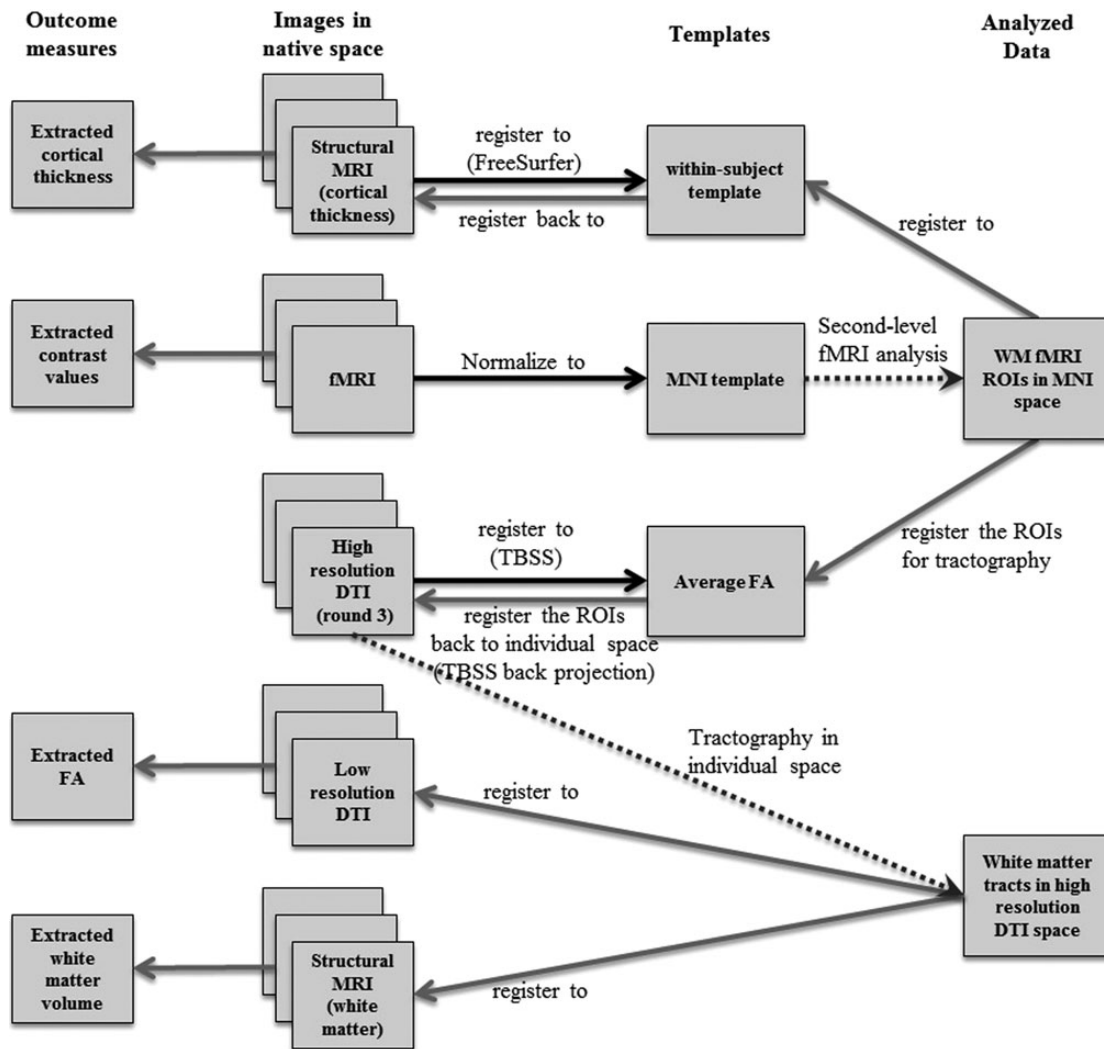 Outcome
measures
Images in
native space
Templates
Analyzed
Data
Extracted
cortical
thickness
Structural
MRI
(cortical
thickness)
register to
(FreeSurfer)
register back to
within-subject
template
register to
Extracted
contrast
values
fMRI
Normalize to
MNI template
Second-level
fMRI analysis
WM fMRI
ROIs in MNI
space
High
resolution
DTI
(round 3)
register to
(TBSS)
register the ROIs
back to individual space
(TBSS back projection)
Average FA
register the ROIs
for tractography
Extracted
FA
Low
resolution
DTI
register to
Tractography in
individual space
White matter
tracts in high
resolution
DTI space
Extracted
white
matter
volume
Structural
MRI
(white
matter)
register to